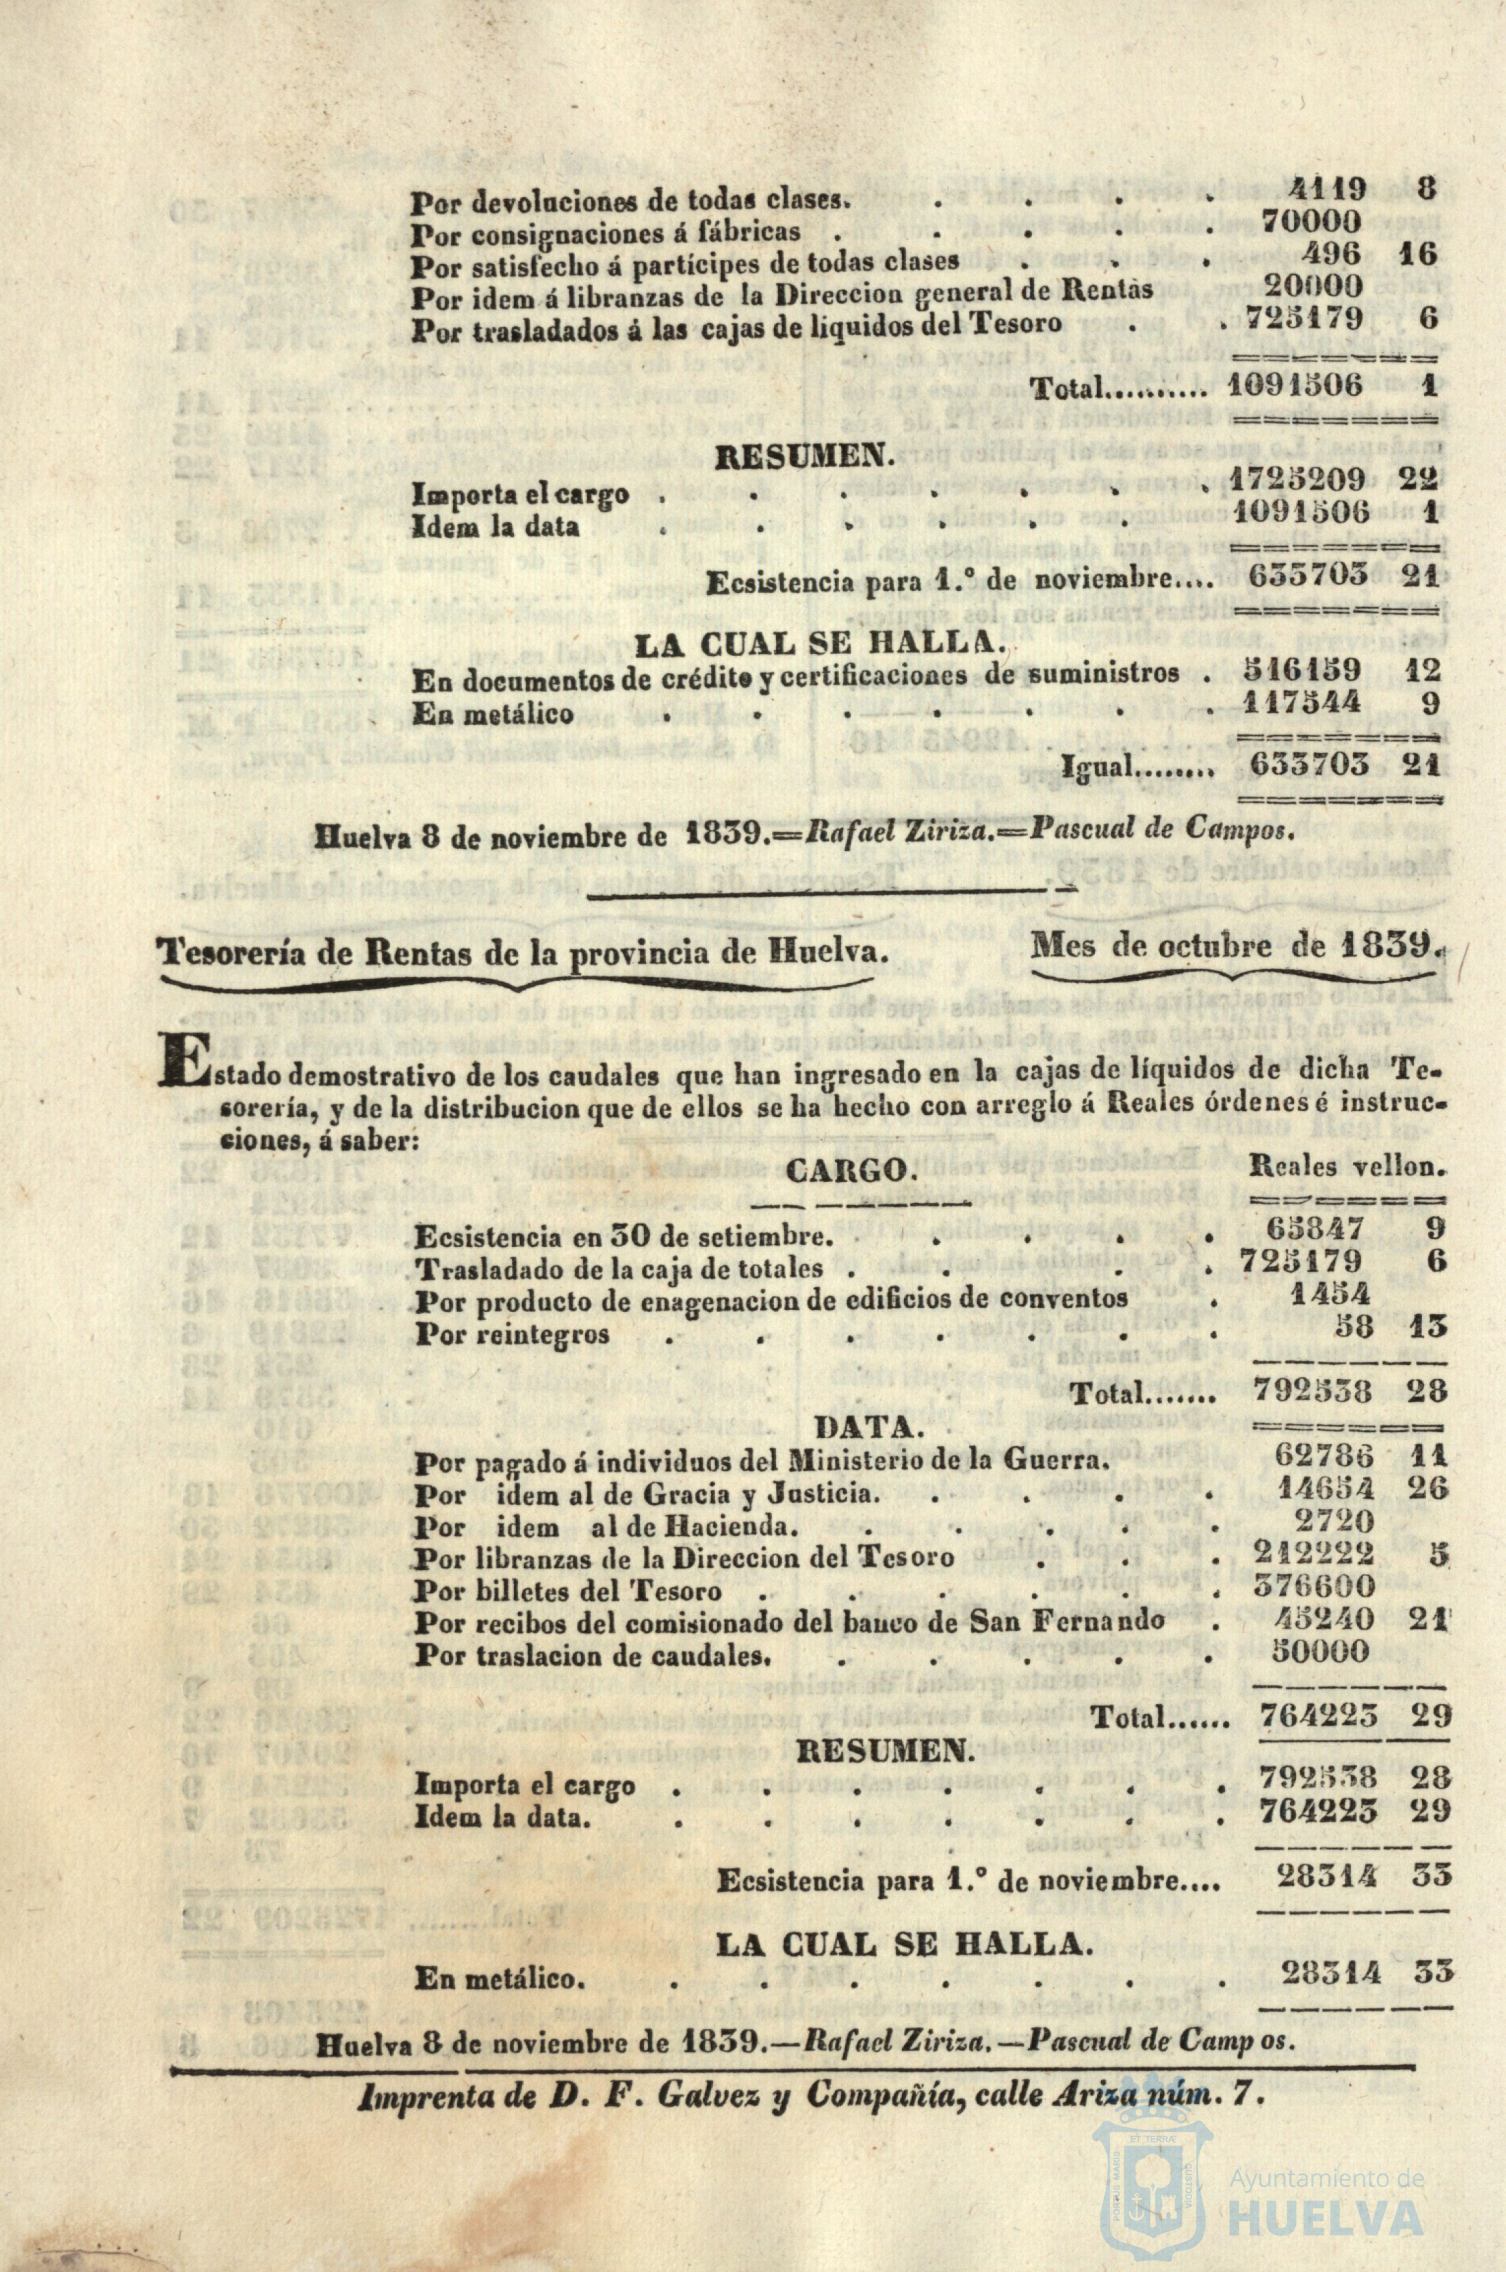 Por devoluciones de todas clases. . . . . 4119 8
Por consignaciones á fábricas . . . . . 70000
Por satisfecho á partícipes de todas clases . . . 496 16
Por idem á libranzas de la Direccion general de Rentas 20000
Por trasladados á las cajas de líquidos del Tesoro . . 725179 6
Total.......... 1091506 1
RESUMEN.
Importa el cargo . . . . . . . 1725209 22
Idem la data . . . . . . 1091506 1
Ecsistencia para 1.º de noviembre.... 633703 21
LA CUAL SE HALLA.
En documentos de crédito y certificaciones de suministros . 516159 12
En metálico . . . . . . . 117544 9
Igual........ 633703 21
Huelva 8 de noviembre de 1839.=Rafael Ziriza.=Pascual de Campos.
Tesorería de Rentas de la provincia de Huelva. Mes de octubre de 1839.
Estado demostrativo de los caudales que han ingresado en la cajas de líquidos de dicha Te-
sorería, y de la distribucion que de ellos se ha hecho con arreglo á Reales órdenes é instruc-
ciones, á saber:
CARGO. Reales vellon.
Ecsistencia en 30 de setiembre. . . . . 65847 9
Trasladado de la caja de totales . . . . 725179 6
Por producto de enagenacion de edificios de conventos . 1454
Por reintegros . . . . . . . 58 13
Total....... 792538 28
DATA.
Por pagado á individuos del Ministerio de la Guerra. 62786 11
Por idem al de Gracia y Justicia. . . . . 14654 26
Por idem al de Hacienda. . . . . . 2720
Por libranzas de la Direccion del Tesoro . . . 212222 5
Por billetes del Tesoro . . . . . . 376600
Por recibos del comisionado del banco de San Fernando . 45240 21
Por traslacion de caudales. . . . . . 50000
Total...... 764223 29
RESUMEN.
Importa el cargo . . . . . . . 792538 28
Idem la data. . . . . . . . 764223 29
Ecsistencia para 1.º de noviembre.... 28314 33
LA CUAL SE HALLA.
En metálico. . . . . . . . 28314 33
Huelva 8 de noviembre de 1839.—Rafael Ziriza.—Pascual de Campos.
Imprenta de D. F. Galvez y Compañía, calle Ariza núm. 7.
Ayuntamiento de
HUELVA